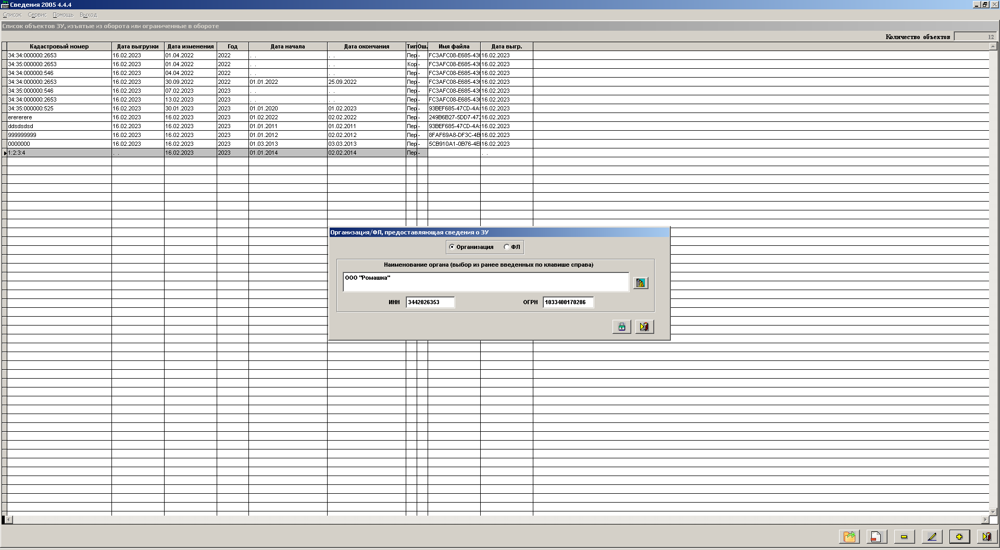 Сведения 2005 4.4.4
Список Сервис Помощь Выход
Список объектов ЗУ, изъятые из оборота или ограниченные в обороте
Количество объектов 12
Кадастровый номер Дата выгрузки Дата изменения Год Дата начала Дата окончания Тип Ош. Имя файла Дата выгр.
34:34:000000:2653 16.02.2023 01.04.2022 2022 . . . . Пер - FC3AFC08-E685-436 16.02.2023
34:35:000000:2653 16.02.2023 01.04.2022 2022 . . . . Кор - FC3AFC08-E685-436 16.02.2023
34:35:000000:546 16.02.2023 04.04.2022 2022 . . . . Пер - FC3AFC08-E685-436 16.02.2023
34:34:000000:2653 16.02.2023 30.09.2022 2022 01.01.2022 25.09.2022 Пер - FC3AFC08-E685-436 16.02.2023
34:35:000000:546 16.02.2023 07.02.2023 2023 . . . . Пер - FC3AFC08-E685-436 16.02.2023
34:34:000000:2653 16.02.2023 13.02.2023 2023 . . . . Пер - FC3AFC08-E685-436 16.02.2023
34:35:000000:525 16.02.2023 30.01.2023 2023 01.01.2020 01.02.2023 Пер - 93BEF685-47CD-4A 16.02.2023
erererere 16.02.2023 16.02.2023 2023 01.02.2022 02.02.2022 Пер - 249B6B27-5DD7-47 16.02.2023
ddsdsdsd 16.02.2023 16.02.2023 2023 01.01.2011 01.02.2011 Пер - 93BEF685-47CD-4A 16.02.2023
999999999 16.02.2023 16.02.2023 2023 01.01.2012 02.02.2012 Пер - 8FAF69A8-DF3C-4B 16.02.2023
0000000 16.02.2023 16.02.2023 2023 01.03.2013 03.03.2013 Пер - 5CB910A1-0B76-4E 16.02.2023
1:2:3:4 . . 16.02.2023 2023 01.01.2014 02.02.2014 Пер - . .
Организация/ФЛ, предоставляющая сведения о ЗУ
Организация ФЛ
Наименование органа (выбор из ранее введенных по клавише справа)
ООО "Ромашка"
ИНН 3442026353 ОГРН 1033400170286